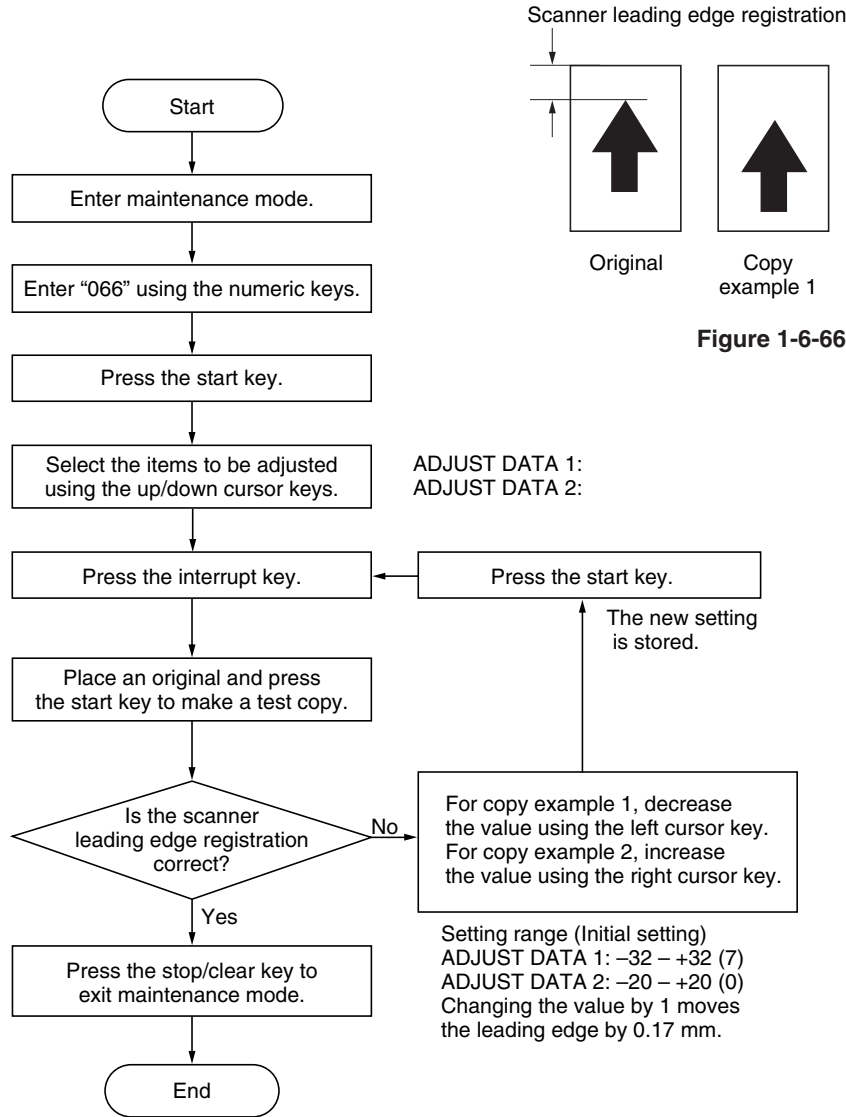 Scanner leading edge registration
Original
Copy
example 1
Figure 1-6-66
Start
Enter maintenance mode.
Enter “066” using the numeric keys.
Press the start key.
Select the items to be adjusted
using the up/down cursor keys.
ADJUST DATA 1:
ADJUST DATA 2:
Press the interrupt key.
Press the start key.
The new setting
is stored.
Place an original and press
the start key to make a test copy.
Is the scanner
leading edge registration
correct?
No
For copy example 1, decrease
the value using the left cursor key.
For copy example 2, increase
the value using the right cursor key.
Yes
Setting range (Initial setting)
ADJUST DATA 1: –32 – +32 (7)
ADJUST DATA 2: –20 – +20 (0)
Changing the value by 1 moves
the leading edge by 0.17 mm.
Press the stop/clear key to
exit maintenance mode.
End